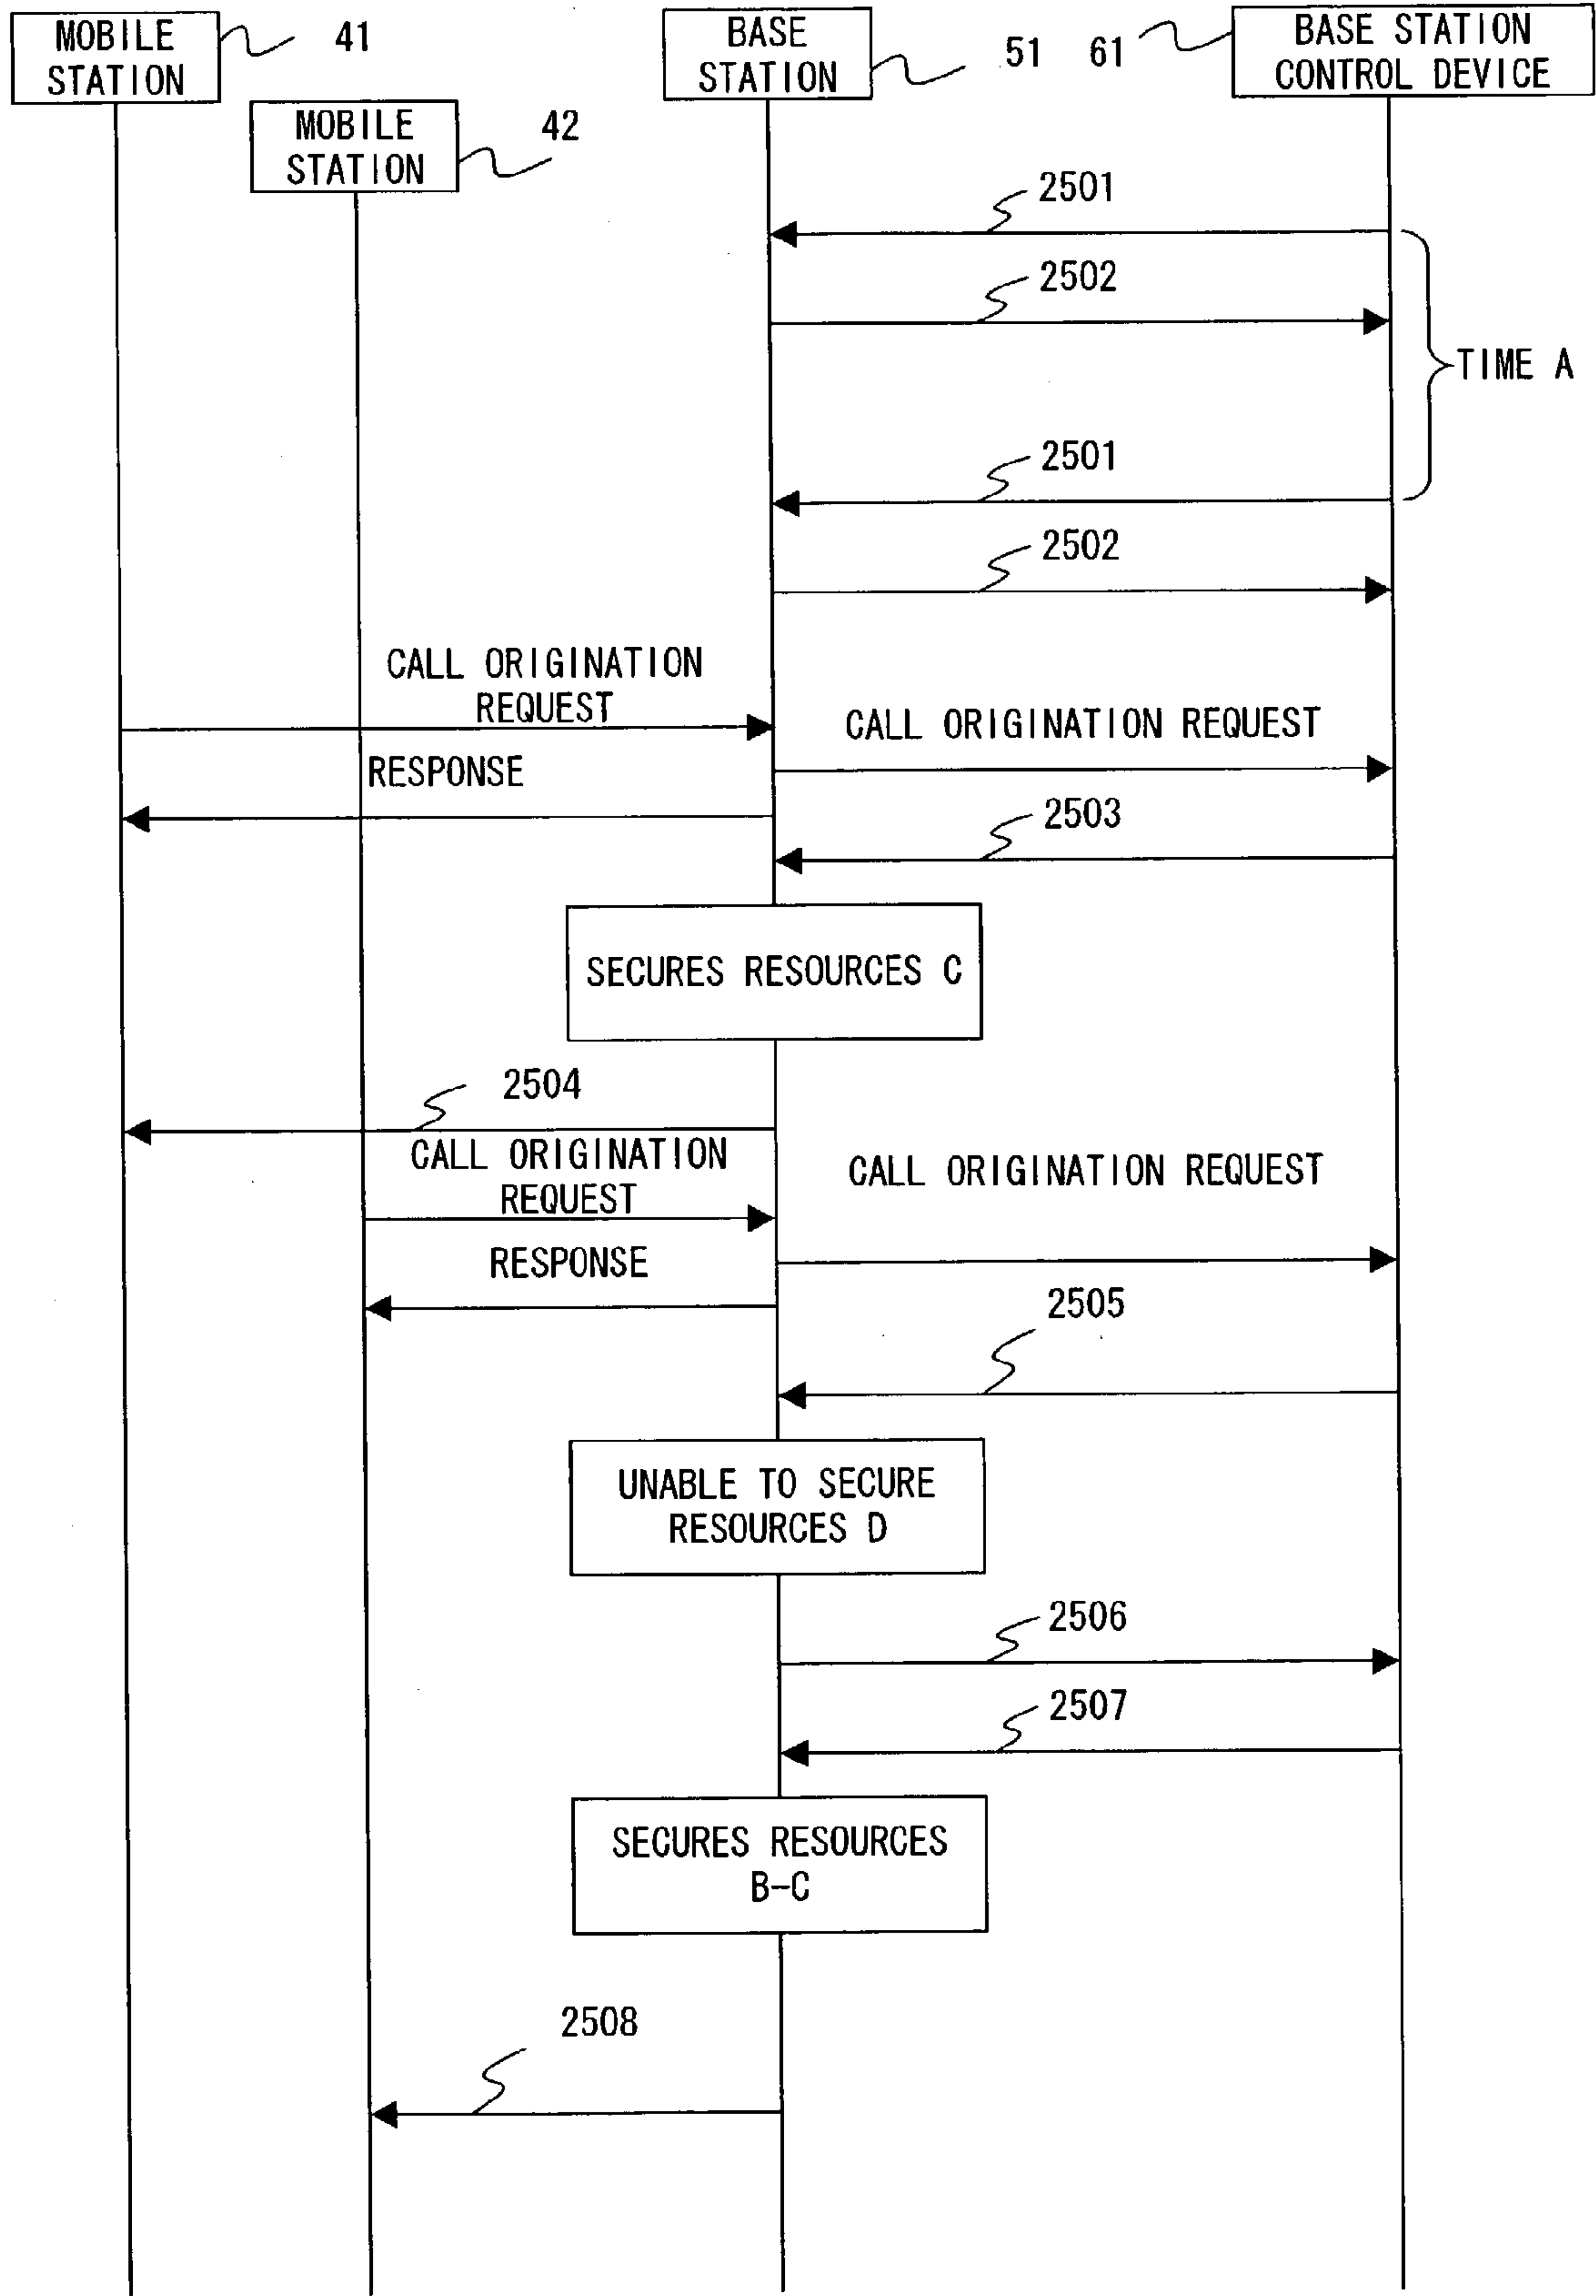 MOBILE
STATION
41
BASE
STATION
51
61
BASE STATION
CONTROL DEVICE
MOBILE
STATION
42
2501
2502
TIME A
2501
2502
CALL ORIGINATION
REQUEST
CALL ORIGINATION REQUEST
RESPONSE
2503
SECURES RESOURCES C
2504
CALL ORIGINATION
REQUEST
CALL ORIGINATION REQUEST
RESPONSE
2505
UNABLE TO SECURE
RESOURCES D
2506
2507
SECURES RESOURCES
B-C
2508